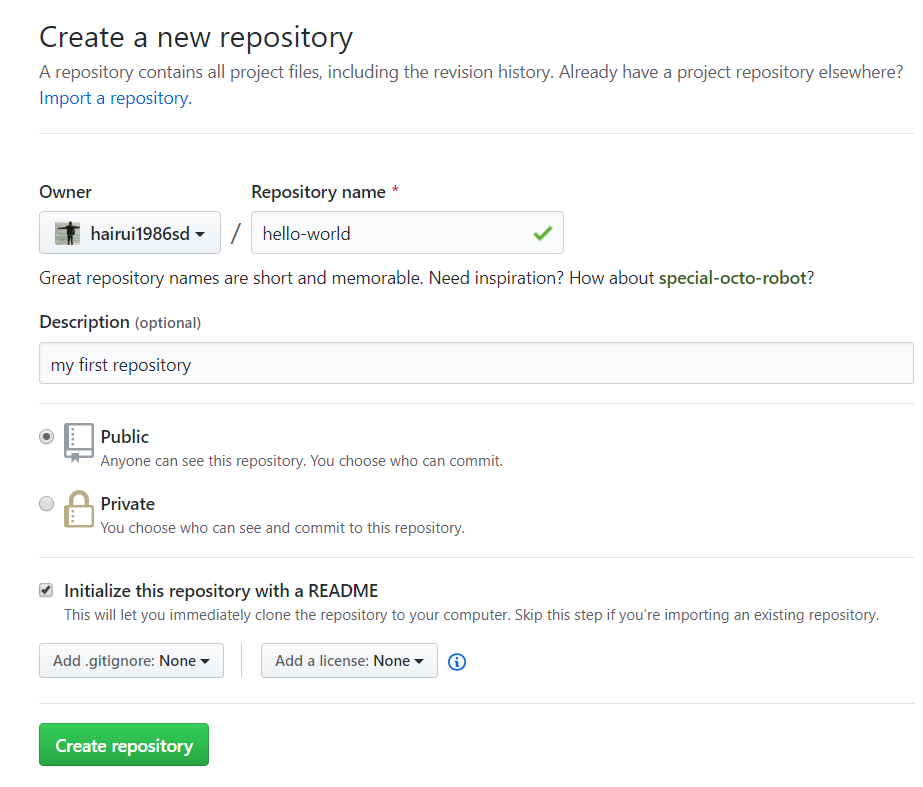 Create a new repository
A repository contains all project files, including the revision history. Already have a project repository elsewhere?
Import a repository.
Owner
Repository name *
hairui1986sd
/
hello-world
Great repository names are short and memorable. Need inspiration? How about special-octo-robot?
Description (optional)
my first repository
Public
Anyone can see this repository. You choose who can commit.
Private
You choose who can see and commit to this repository.
Initialize this repository with a README
This will let you immediately clone the repository to your computer. Skip this step if you’re importing an existing repository.
Add .gitignore: None
Add a license: None
Create repository